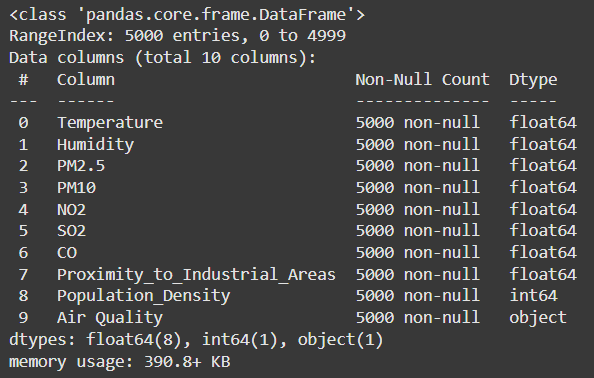 <class 'pandas.core.frame.DataFrame'>
RangeIndex: 5000 entries, 0 to 4999
Data columns (total 10 columns):
 #   Column                         Non-Null Count  Dtype  
---  ------                         --------------  -----  
 0   Temperature                    5000 non-null   float64
 1   Humidity                       5000 non-null   float64
 2   PM2.5                          5000 non-null   float64
 3   PM10                           5000 non-null   float64
 4   NO2                            5000 non-null   float64
 5   SO2                            5000 non-null   float64
 6   CO                             5000 non-null   float64
 7   Proximity_to_Industrial_Areas  5000 non-null   float64
 8   Population_Density             5000 non-null   int64  
 9   Air Quality                    5000 non-null   object 
dtypes: float64(8), int64(1), object(1)
memory usage: 390.8+ KB